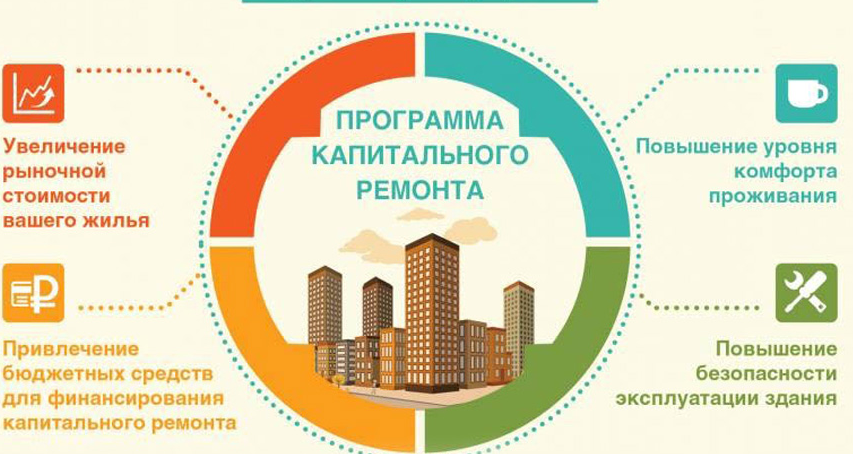 ПРОГРАММА
КАПИТАЛЬНОГО
РЕМОНТА
Увеличение
рыночной
стоимости
вашего жилья
Повышение уровня
комфорта
проживания
Привлечение
бюджетных средств
для финансирования
капитального ремонта
Повышение
безопасности
эксплуатации здания